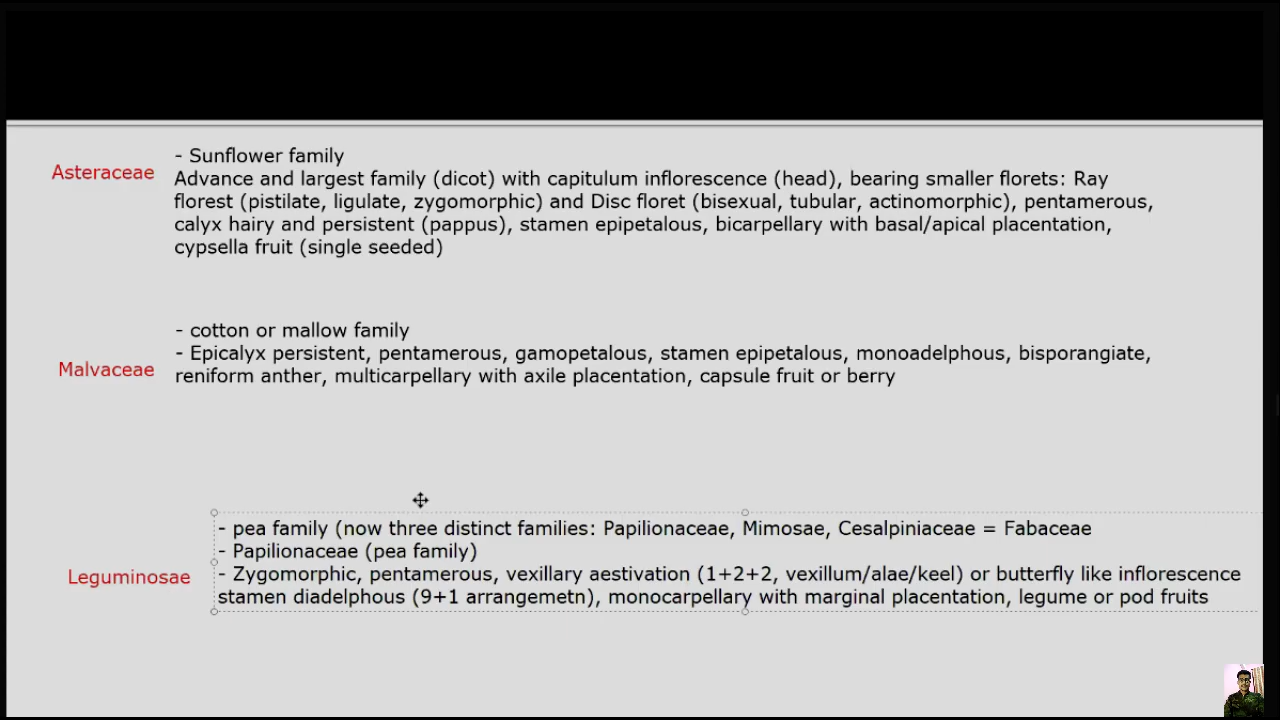 - Sunflower family
Asteraceae
Advance and largest family (dicot) with capitulum inflorescence (head), bearing smaller florets: Ray
florest (pistilate, ligulate, zygomorphic) and Disc floret (bisexual, tubular, actinomorphic), pentamerous,
calyx hairy and persistent (pappus), stamen epipetalous, bicarpellary with basal/apical placentation,
cypsella fruit (single seeded)
- cotton or mallow family
- Epicalyx persistent, pentamerous, gamopetalous, stamen epipetalous, monoadelphous, bisporangiate,
Malvaceae
reniform anther, multicarpellary with axile placentation, capsule fruit or berry
- pea family (now three distinct families: Papilionaceae, Mimosae, Cesalpiniaceae = Fabaceae
- Papilionaceae (pea family)
Leguminosae
- Zygomorphic, pentamerous, vexillary aestivation (1+2+2, vexillum/alae/keel) or butterfly like inflorescence
stamen diadelphous (9+1 arrangemetn), monocarpellary with marginal placentation, legume or pod fruits